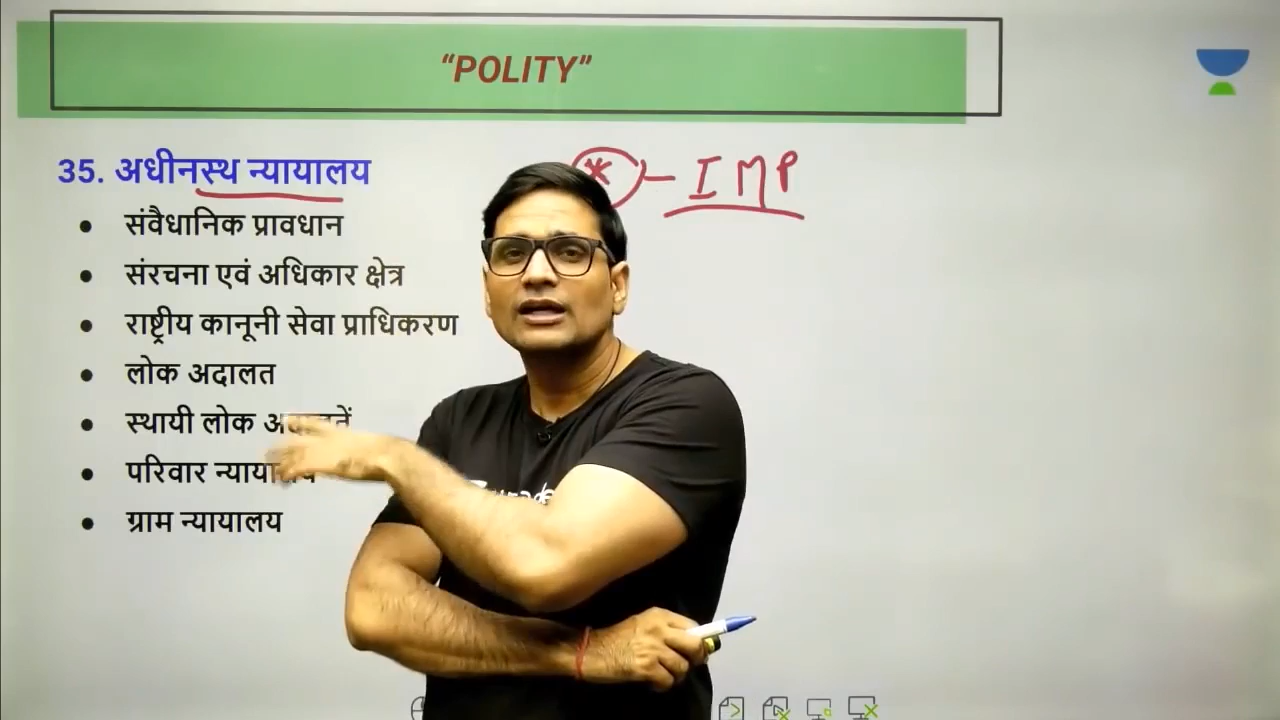 “POLITY”
35. अधीनस्थ न्यायालय
* - IMP
• संवैधानिक प्रावधान
• संरचना एवं अधिकार क्षेत्र
• राष्ट्रीय कानूनी सेवा प्राधिकरण
• लोक अदालत
• स्थायी लोक
• परिवार
• ग्राम न्यायालय